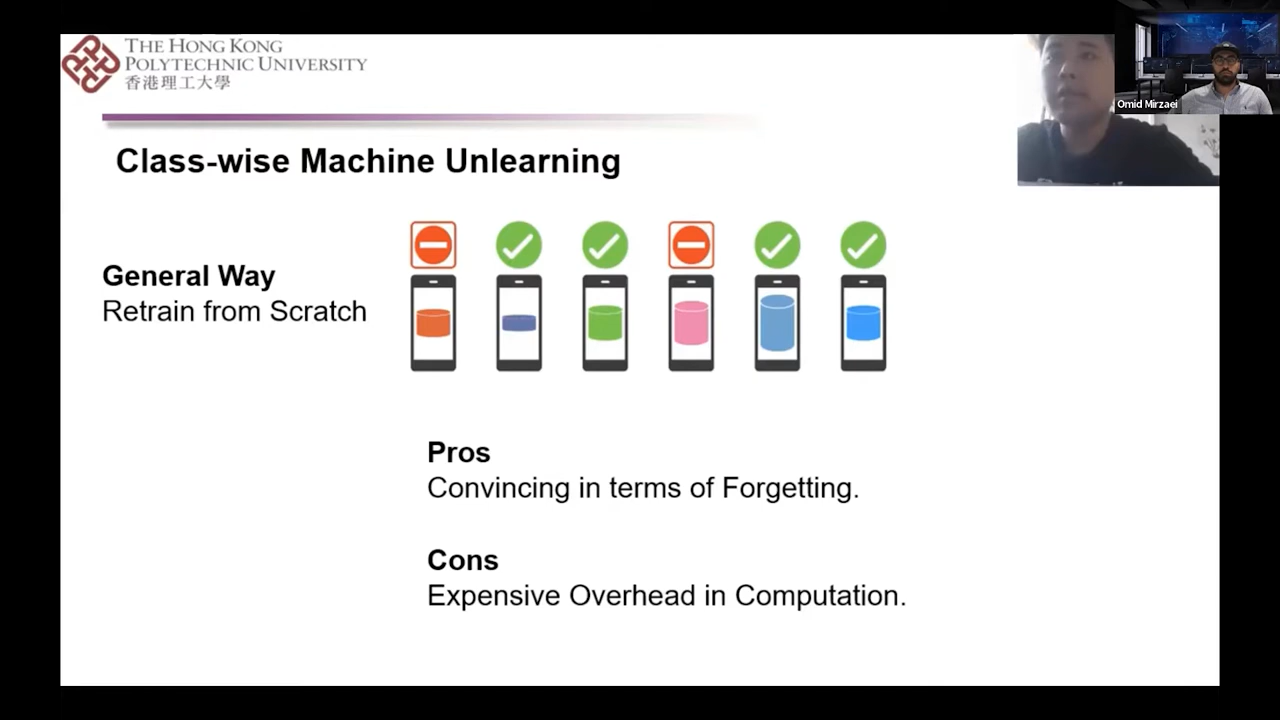 THE HONG KONG
POLYTECHNIC UNIVERSITY
香港理工大學
Omid Mirzaei
Class-wise Machine Unlearning
General Way
Retrain from Scratch
Pros
Convincing in terms of Forgetting.
Cons
Expensive Overhead in Computation.